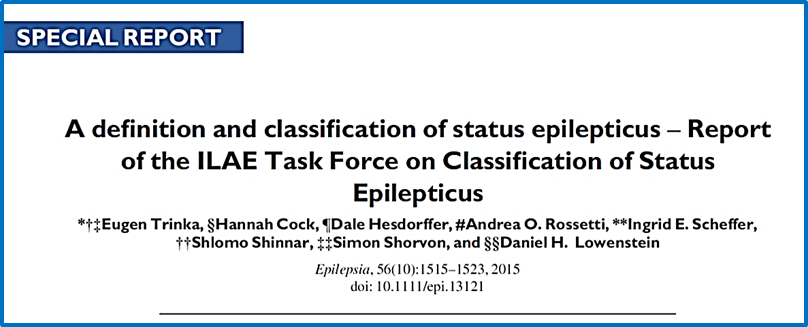 SPECIAL REPORT
A definition and classification of status epilepticus – Report
of the ILAE Task Force on Classification of Status
Epilepticus
*†‡Eugen Trinka, §Hannah Cock, ¶Dale Hesdorffer, #Andrea O. Rossetti, **Ingrid E. Scheffer,
††Shlomo Shinnar, ‡‡Simon Shorvon, and §§Daniel H. Lowenstein
Epilepsia, 56(10):1515–1523, 2015
doi: 10.1111/epi.13121